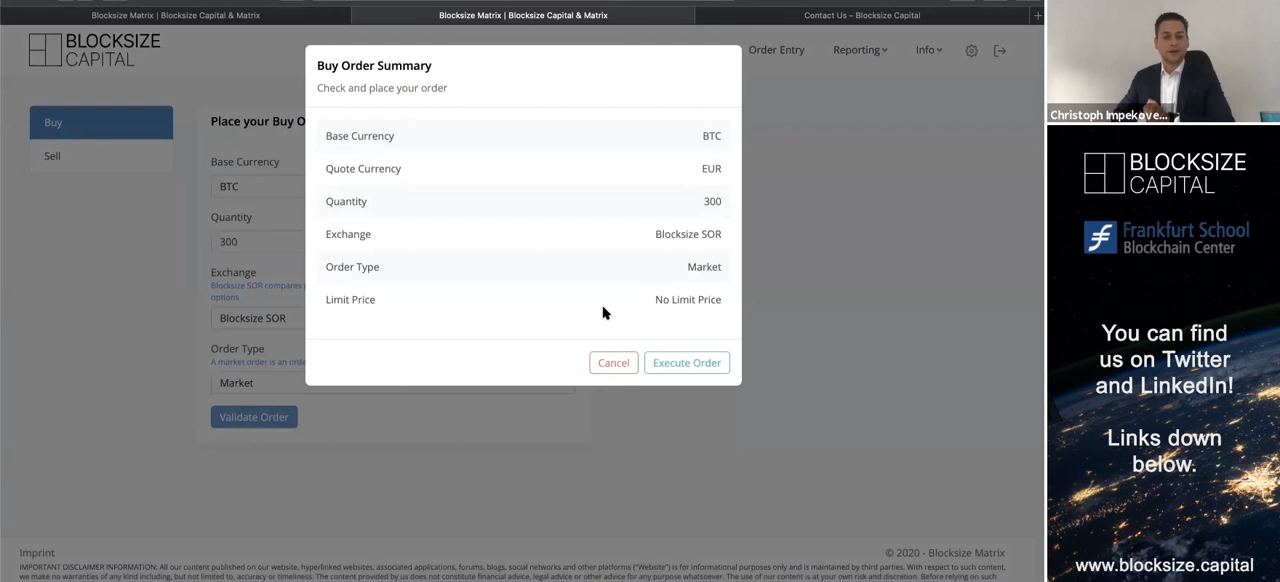 Blocksize Matrix | Blocksize Capital & Matrix
Blocksize Matrix | Blocksize Capital & Matrix
Contact Us – Blocksize Capital
+
BLOCKSIZE
CAPITAL
Order Entry
Reporting
Info
Buy
Sell
Place your Buy O
Base Currency
BTC
Quantity
300
Exchange
Blocksize SOR compares
options
Blocksize SOR
Order Type
A market order is an orde
Market
Validate Order
Buy Order Summary
Check and place your order
Base Currency BTC
Quote Currency EUR
Quantity 300
Exchange Blocksize SOR
Order Type Market
Limit Price No Limit Price
Cancel Execute Order
Imprint
© 2020 - Blocksize Matrix
IMPORTANT DISCLAIMER INFORMATION: All our content published on our website, hyperlinked websites, associated applications, forums, blogs, social networks and other platforms ("Website") is for informational purposes only and is maintained by third parties. With respect to such content,
we make no warranties of any kind including, but not limited to, accuracy or timeliness. The content provided by us does not constitute financial advice, legal advice or other advice for any purpose whatsoever. The use of our content is at your own risk and discretion. Before relying on such
Christoph Impekove...
BLOCKSIZE
CAPITAL
Frankfurt School
Blockchain Center
You can find
us on Twitter
and LinkedIn!
Links down
below.
www.blocksize.capital